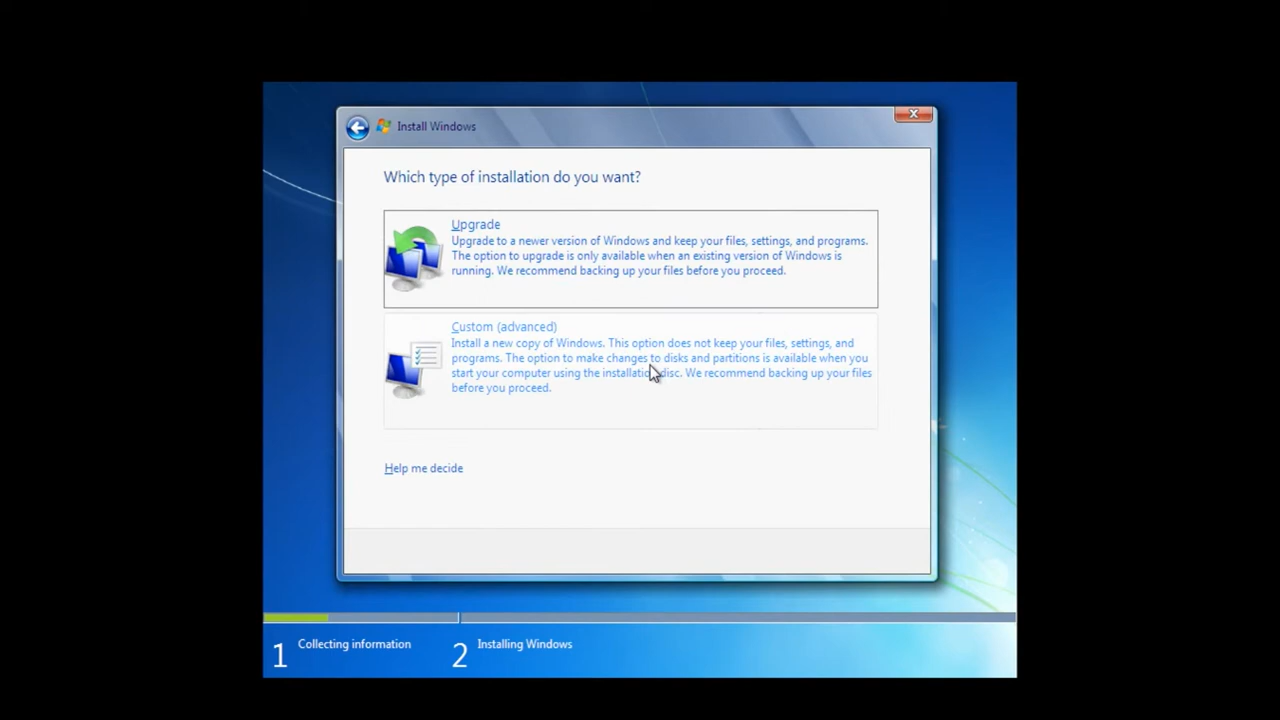 Install Windows
Which type of installation do you want?
Upgrade
Upgrade to a newer version of Windows and keep your files, settings, and programs.
The option to upgrade is only available when an existing version of Windows is
running. We recommend backing up your files before you proceed.
Custom (advanced)
Install a new copy of Windows. This option does not keep your files, settings, and
programs. The option to make changes to disks and partitions is available when you
start your computer using the installation disc. We recommend backing up your files
before you proceed.
Help me decide
1 Collecting information
2 Installing Windows